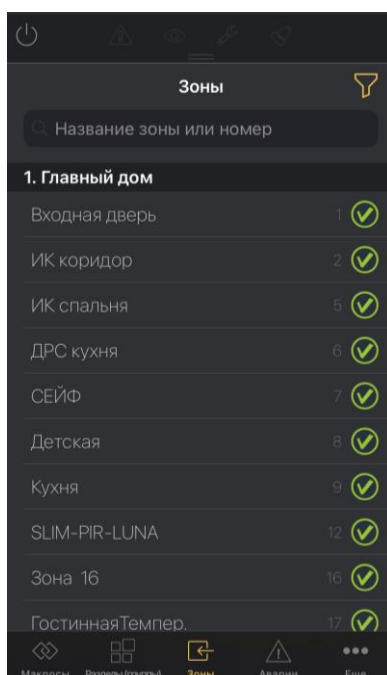 Зоны
Название зоны или номер
1. Главный дом
Входная дверь 1
ИК коридор 2
ИК спальня 5
ДРС кухня 6
СЕЙФ 7
Детская 8
Кухня 9
SLIM-PIR-LUNA 12
Зона 16 16
ГостиннаяТемпер. 17
Макросы Разделы (группы) Зоны Аварии Еще